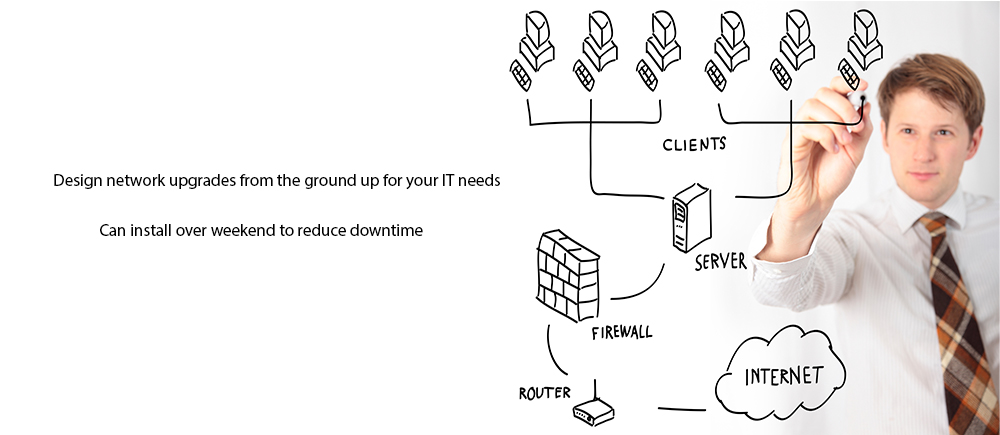 Design network upgrades from the ground up for your IT needs
Can install over weekend to reduce downtime
CLIENTS
SERVER
FIREWALL
ROUTER
INTERNET